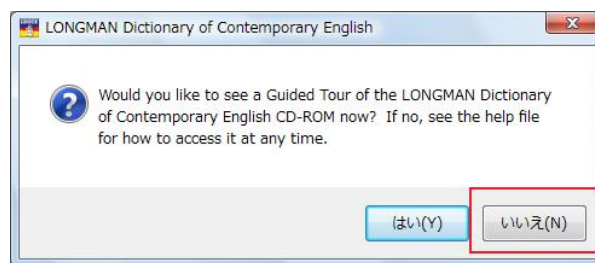 LONGMAN Dictionary of Contemporary English
Would you like to see a Guided Tour of the LONGMAN Dictionary
of Contemporary English CD-ROM now? If no, see the help file
for how to access it at any time.
はい(Y) いいえ(N)